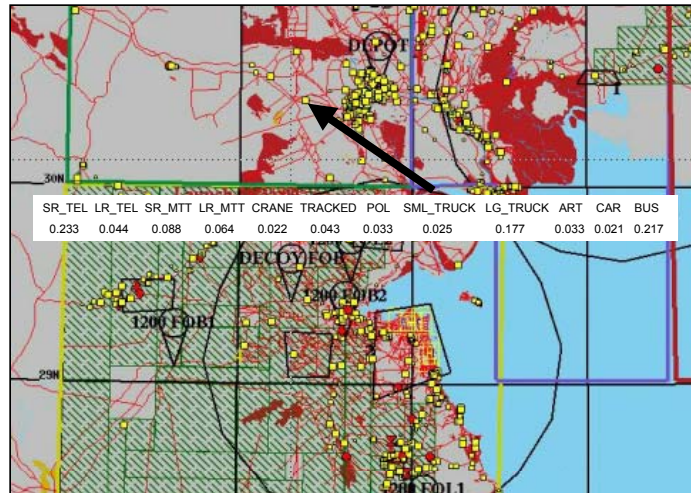 DEPOT
1
30N
SR_TEL LR_TEL SR_MTT LR_MTT CRANE TRACKED POL SML_TRUCK LG_TRUCK ART CAR BUS
0.233 0.044 0.088 0.064 0.022 0.043 0.033 0.025 0.177 0.033 0.021 0.217
DECOY FOB
1200 FOB2
1200 FOB1
29N